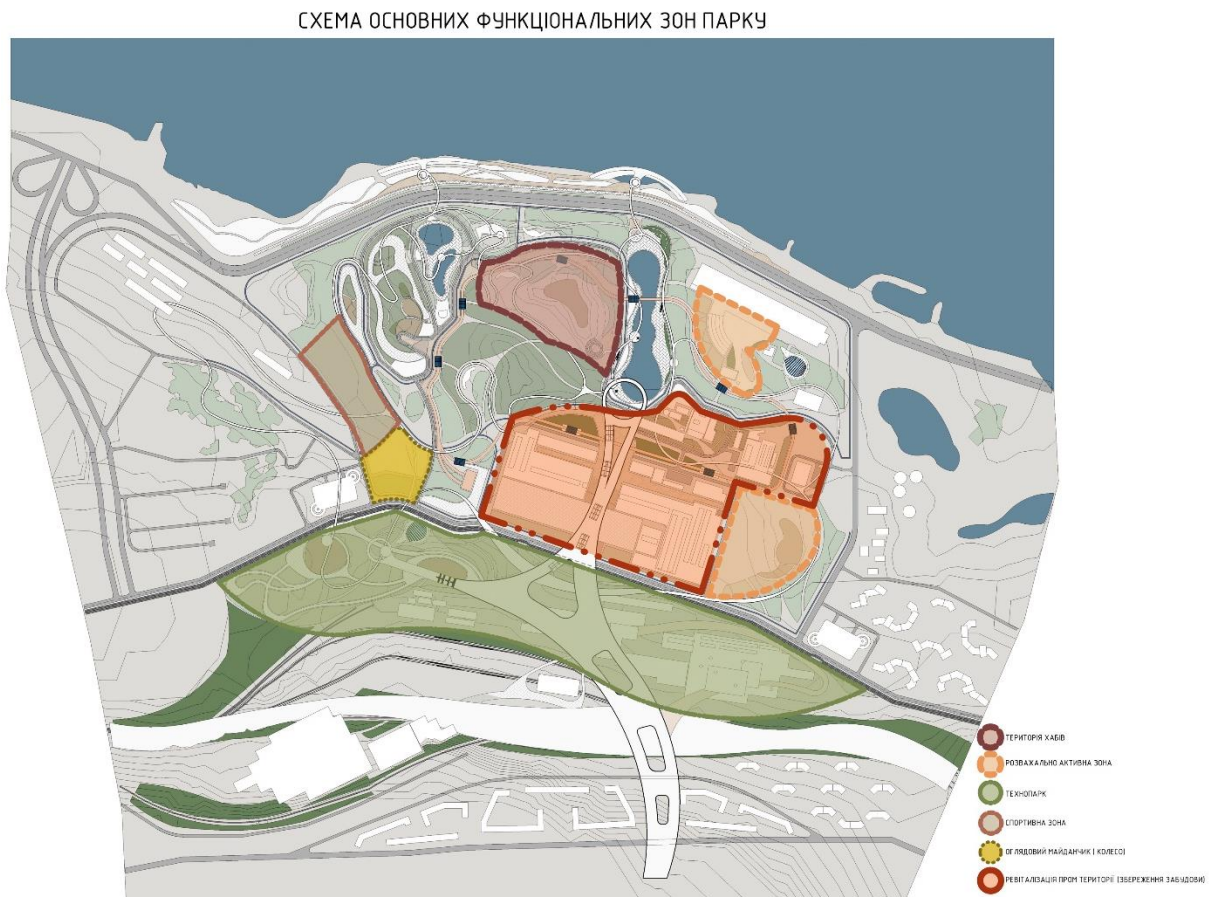 СХЕМА ОСНОВНИХ ФУНКЦІОНАЛЬНИХ ЗОН ПАРКУ
ТЕРИТОРІЯ ХАБІВ
РОЗВАЖАЛЬНО АКТИВНА ЗОНА
ТЕХНОПАРК
СПОРТИВНА ЗОНА
ОГЛЯДОВИЙ МАЙДАНЧИК ( КОЛЕСО)
РЕВІТАЛІЗАЦІЯ ПРОМ ТЕРИТОРІЇ (ЗБЕРЕЖЕННЯ ЗАБУДОВИ)